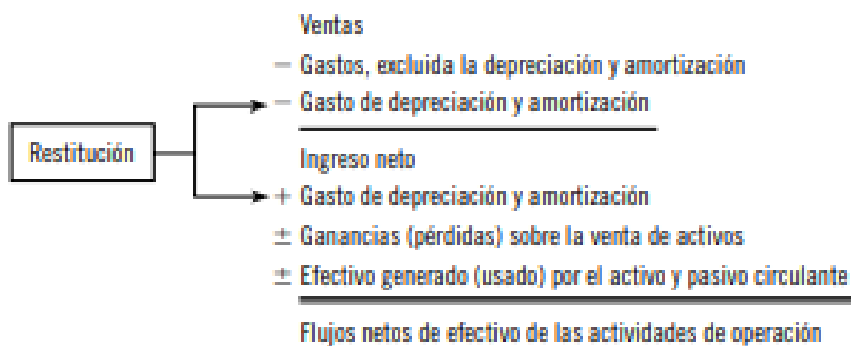 Ventas
− Gastos, excluida la depreciación y amortización
− Gasto de depreciación y amortización
Restitución
Ingreso neto
+ Gasto de depreciación y amortización
± Ganancias (pérdidas) sobre la venta de activos
± Efectivo generado (usado) por el activo y pasivo circulante
Flujos netos de efectivo de las actividades de operación